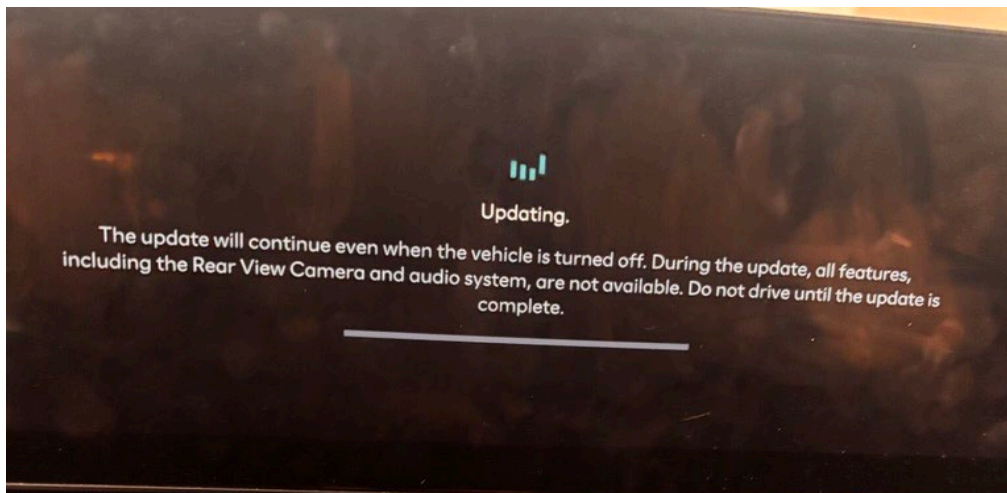 Updating.
The update will continue even when the vehicle is turned off. During the update, all features,
including the Rear View Camera and audio system, are not available. Do not drive until the update is
complete.